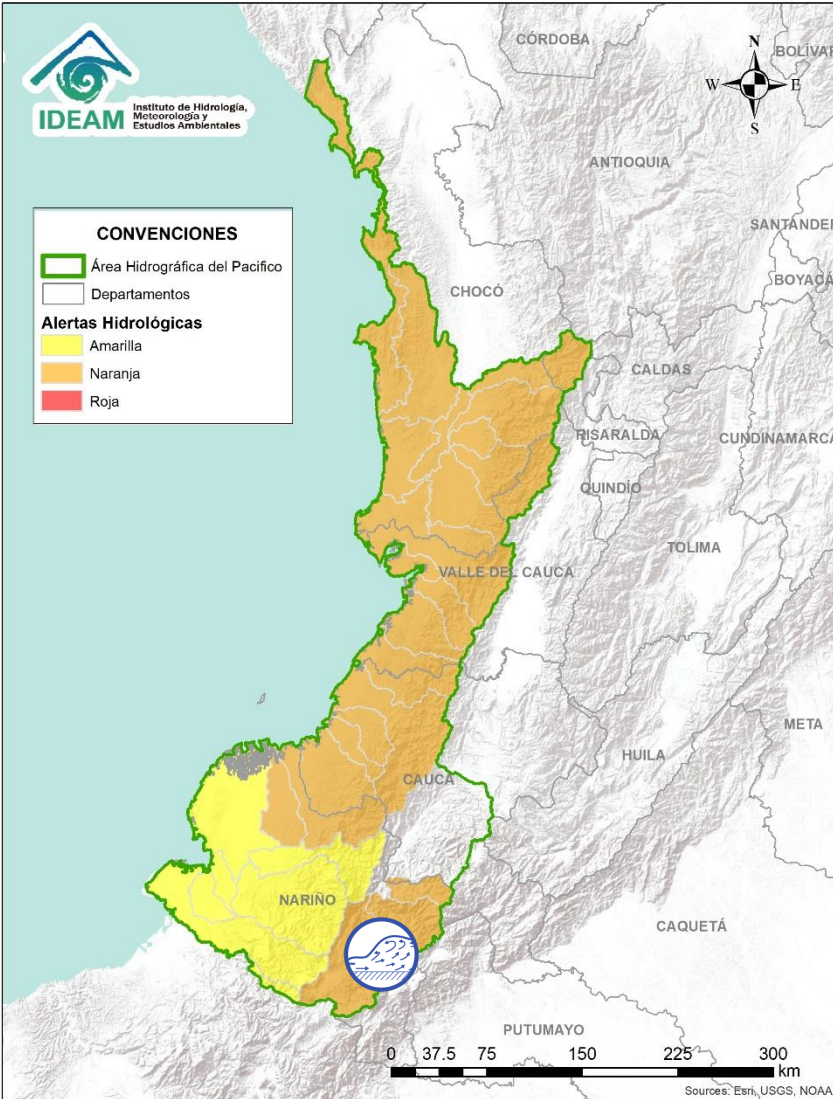 IDEAM
Instituto de Hidrología,
Meteorología y
Estudios Ambientales
CONVENCIONES
Área Hidrográfica del Pacifico
Departamentos
Alertas Hidrológicas
Amarilla
Naranja
Roja
N
W E
S
CÓRDOBA
BOLÍVAR
ANTIOQUIA
SANTANDER
BOYACÁ
CHOCÓ
CALDAS
RISARALDA
CUNDINAMARCA
QUINDÍO
TOLIMA
VALLE DEL CAUCA
META
HUILA
CAUCA
NARIÑO
CAQUETÁ
PUTUMAYO
0 37.5 75 150 225 300
km
Sources: Esri, USGS, NOAA